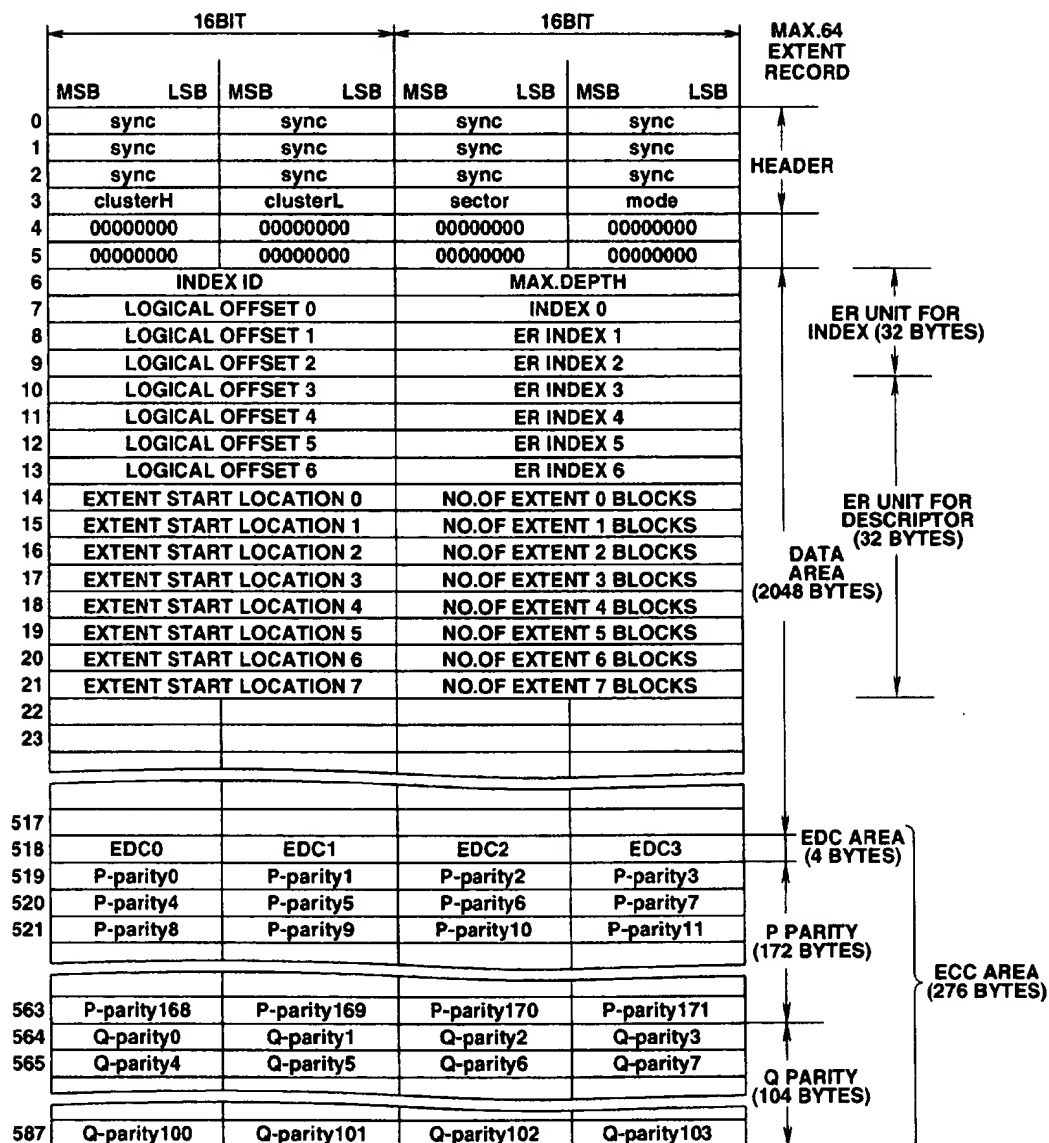 16BIT 16BIT
MAX.64
EXTENT
RECORD
MSB LSB MSB LSB MSB LSB MSB LSB
0 sync sync sync sync
1 sync sync sync sync
2 sync sync sync sync
HEADER
3 clusterH clusterL sector mode
4 00000000 00000000 00000000 00000000
5 00000000 00000000 00000000 00000000
6 INDEX ID MAX.DEPTH
7 LOGICAL OFFSET 0 INDEX 0
8 LOGICAL OFFSET 1 ER INDEX 1
9 LOGICAL OFFSET 2 ER INDEX 2
ER UNIT FOR
INDEX (32 BYTES)
10 LOGICAL OFFSET 3 ER INDEX 3
11 LOGICAL OFFSET 4 ER INDEX 4
12 LOGICAL OFFSET 5 ER INDEX 5
13 LOGICAL OFFSET 6 ER INDEX 6
14 EXTENT START LOCATION 0 NO.OF EXTENT 0 BLOCKS
15 EXTENT START LOCATION 1 NO.OF EXTENT 1 BLOCKS
16 EXTENT START LOCATION 2 NO.OF EXTENT 2 BLOCKS
17 EXTENT START LOCATION 3 NO.OF EXTENT 3 BLOCKS
18 EXTENT START LOCATION 4 NO.OF EXTENT 4 BLOCKS
19 EXTENT START LOCATION 5 NO.OF EXTENT 5 BLOCKS
20 EXTENT START LOCATION 6 NO.OF EXTENT 6 BLOCKS
21 EXTENT START LOCATION 7 NO.OF EXTENT 7 BLOCKS
ER UNIT FOR
DESCRIPTOR
(32 BYTES)
DATA
AREA
(2048 BYTES)
22
23
517
518 EDC0 EDC1 EDC2 EDC3
EDC AREA
(4 BYTES)
519 P-parity0 P-parity1 P-parity2 P-parity3
520 P-parity4 P-parity5 P-parity6 P-parity7
521 P-parity8 P-parity9 P-parity10 P-parity11
P PARITY
(172 BYTES)
ECC AREA
(276 BYTES)
563 P-parity168 P-parity169 P-parity170 P-parity171
564 Q-parity0 Q-parity1 Q-parity2 Q-parity3
565 Q-parity4 Q-parity5 Q-parity6 Q-parity7
Q PARITY
(104 BYTES)
587 Q-parity100 Q-parity101 Q-parity102 Q-parity103